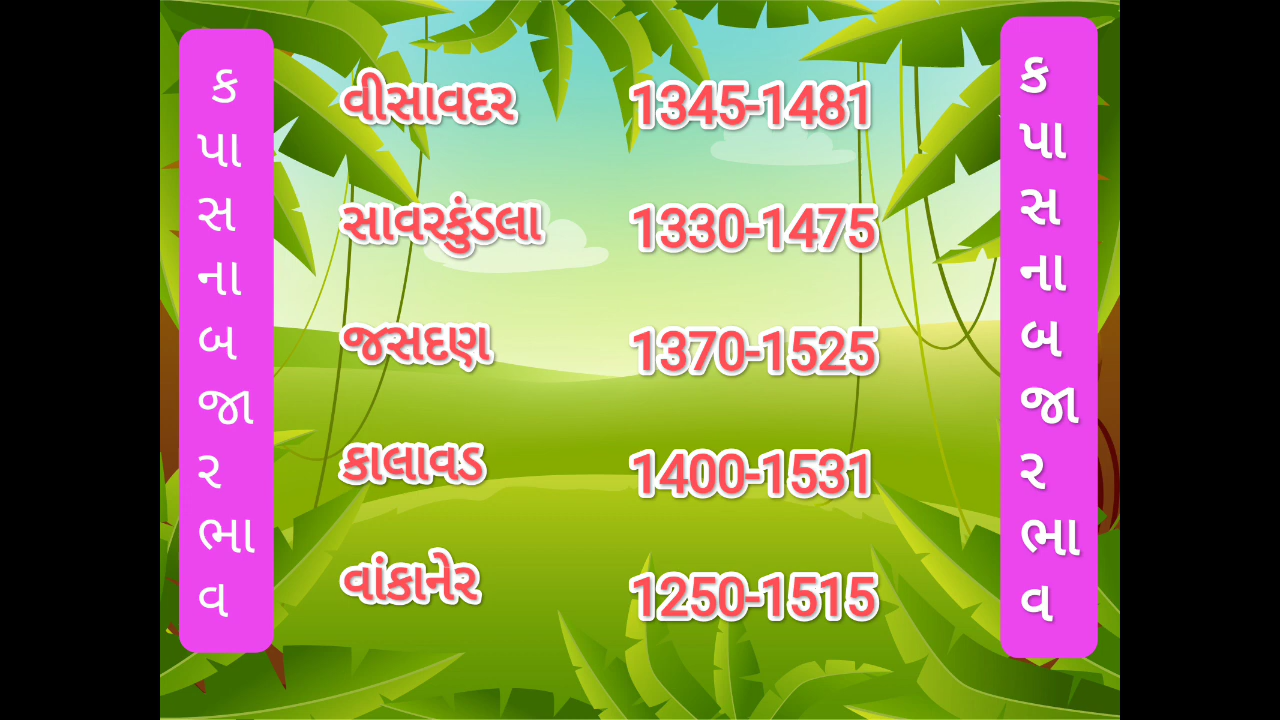 ક
પા
સ
ના
બ
જા
ર
ભા
વ
વીસાવદર 1345-1481
સાવરકુંડલા 1330-1475
જસદણ 1370-1525
કાલાવડ 1400-1531
વાંકાનેર 1250-1515
ક
પા
સ
ના
બ
જા
ર
ભા
વ